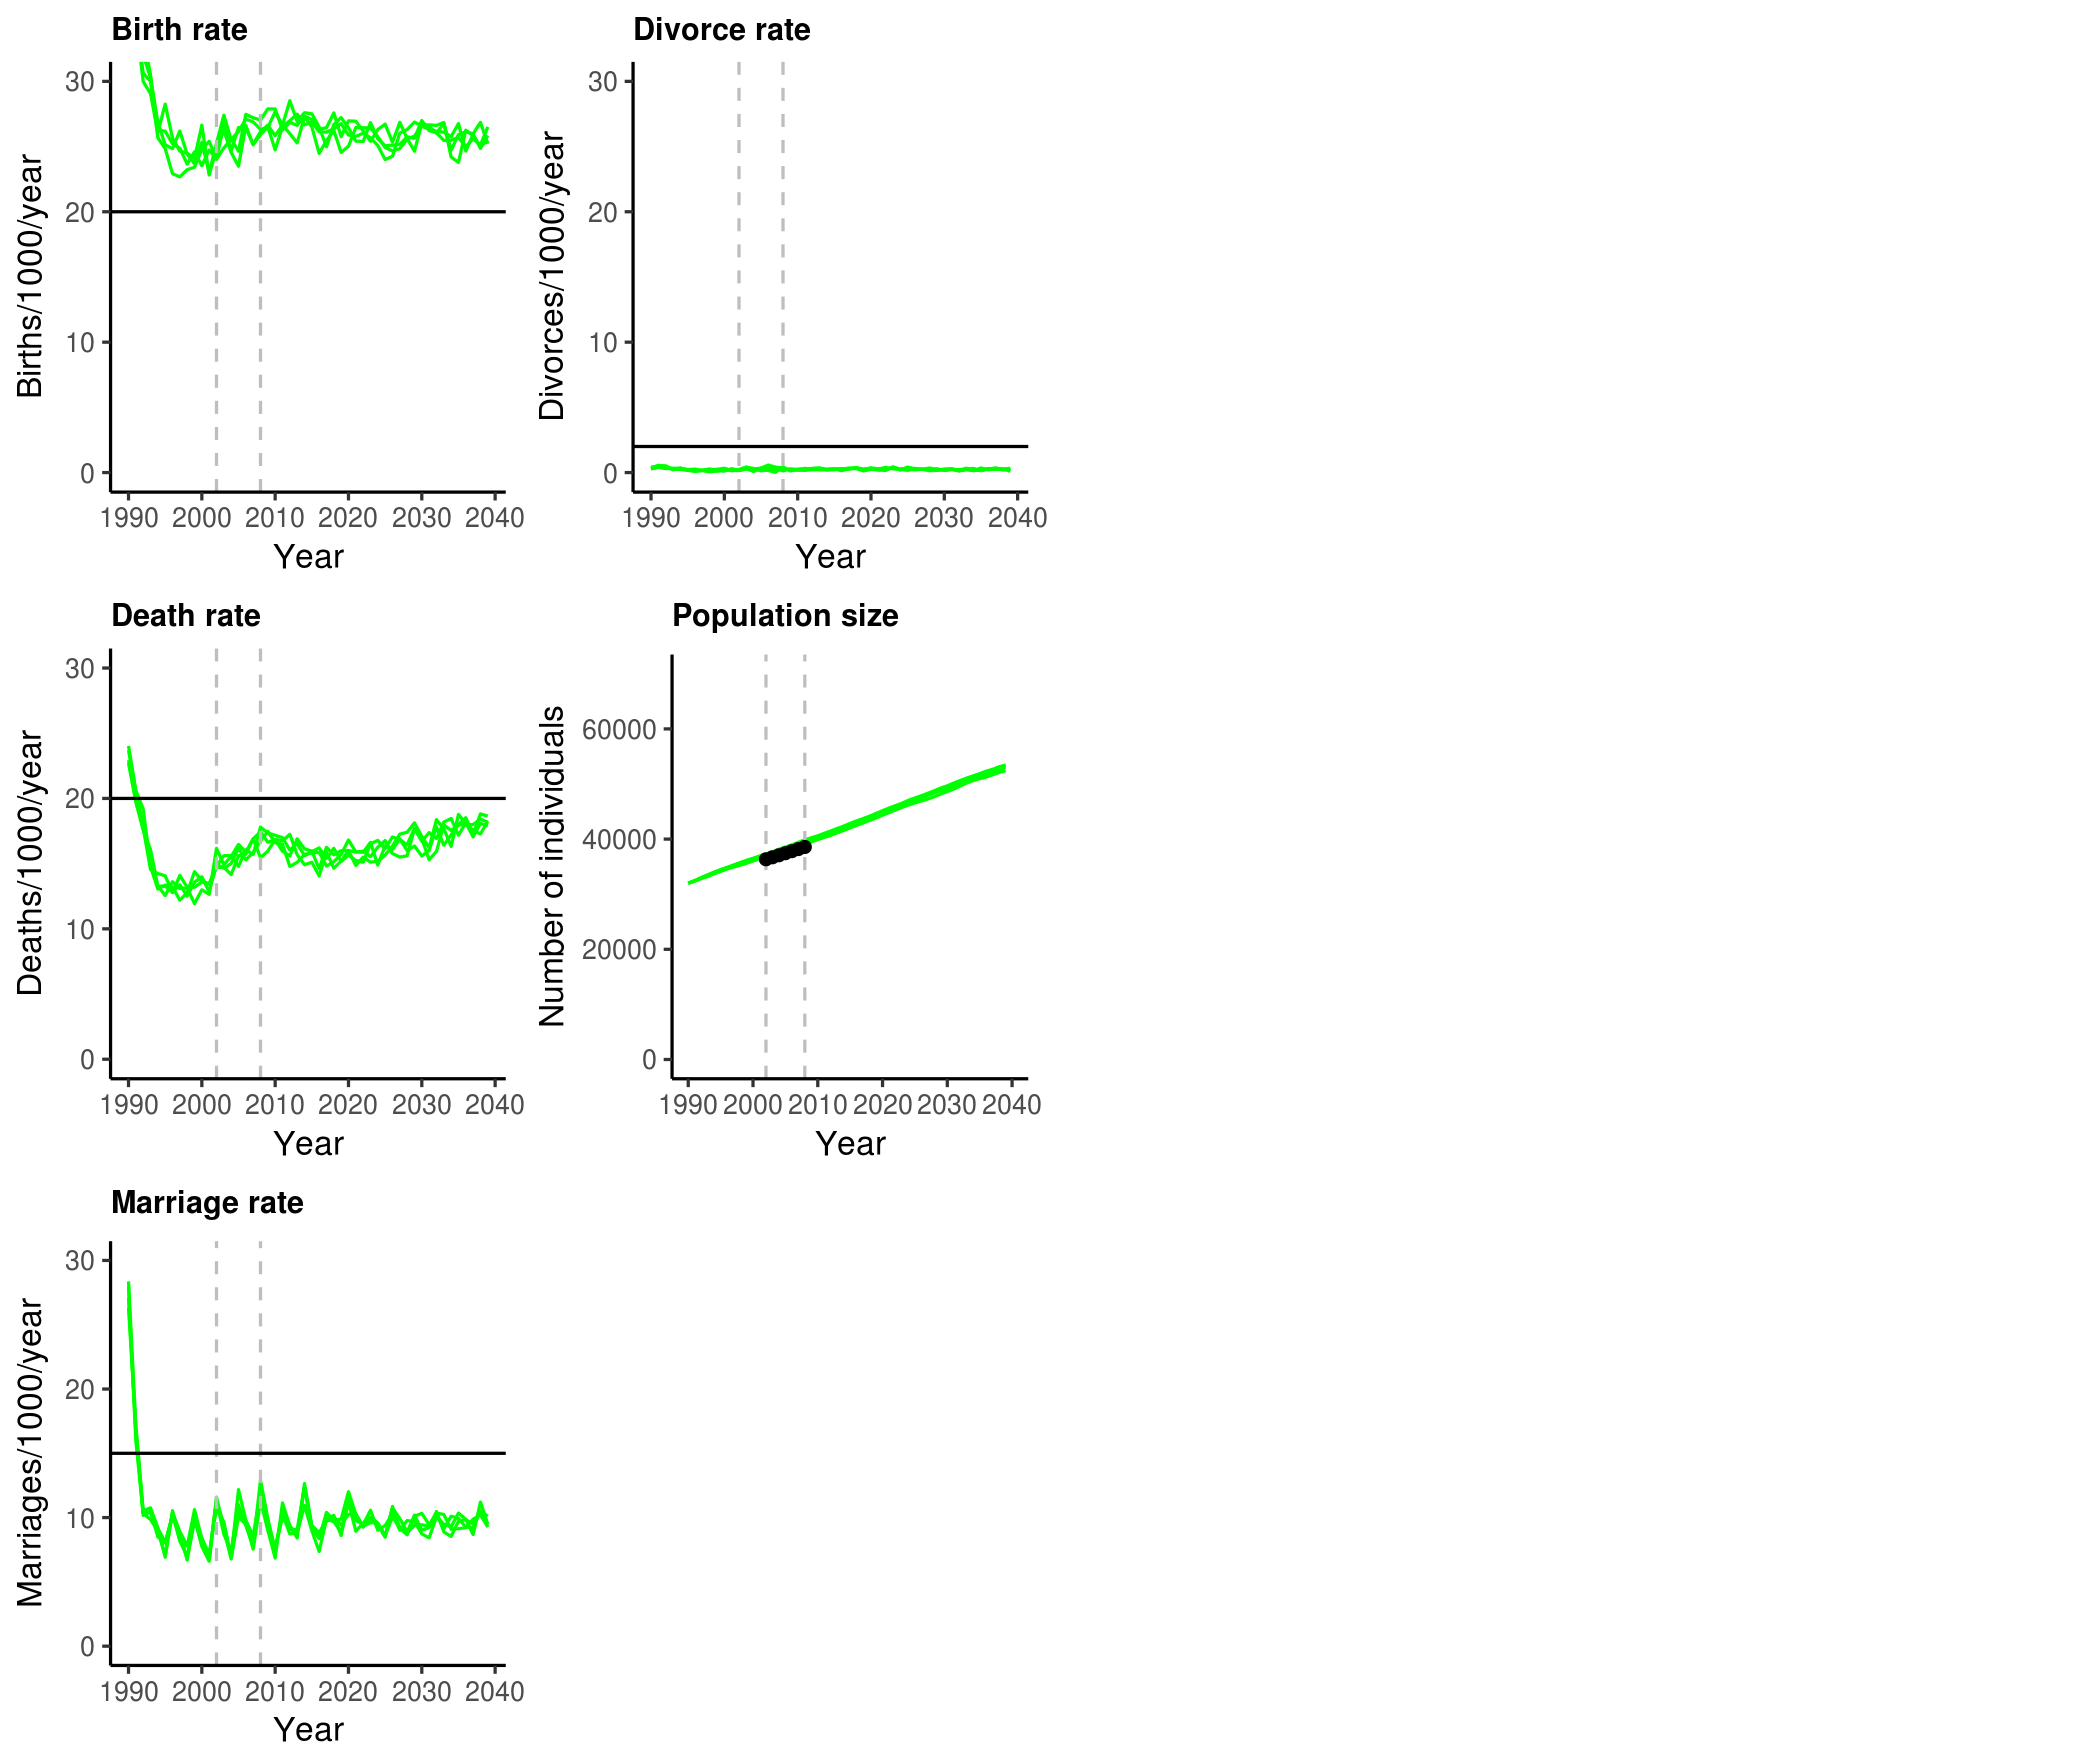 Birth rate
Births/1000/year
30
20
10
0
1990 2000 2010 2020 2030 2040
Year
Divorce rate
Divorces/1000/year
30
20
10
0
1990 2000 2010 2020 2030 2040
Year
Death rate
Deaths/1000/year
30
20
10
0
1990 2000 2010 2020 2030 2040
Year
Population size
Number of individuals
60000
40000
20000
0
1990 2000 2010 2020 2030 2040
Year
Marriage rate
Marriages/1000/year
30
20
10
0
1990 2000 2010 2020 2030 2040
Year